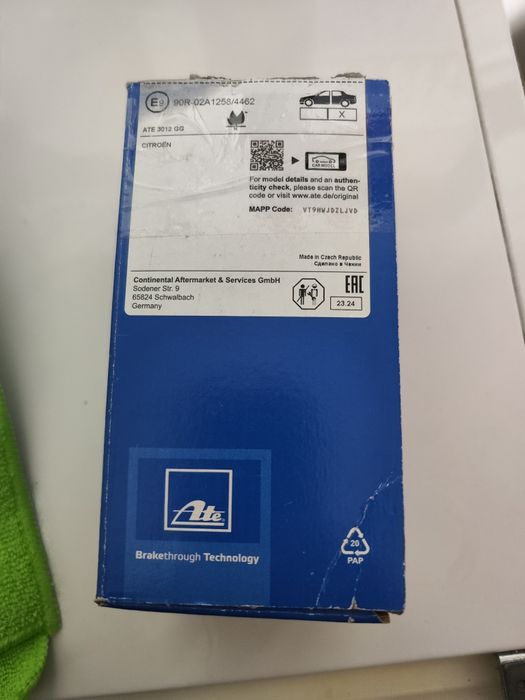 E9 90R-02A1258/4462
X
ATE 3012 GG
CITROËN
CAR MODEL
For model details and an authen-
ticity check, please scan the QR
code or visit www.ate.de/original
MAPP Code: VT9HWJDZLJVD
Made in Czech Republic
Сделано в Чехии
Continental Aftermarket & Services GmbH
Sodener Str. 9
65824 Schwalbach
Germany
EAC
23.24
Ate
Brakethrough Technology
20
PAP